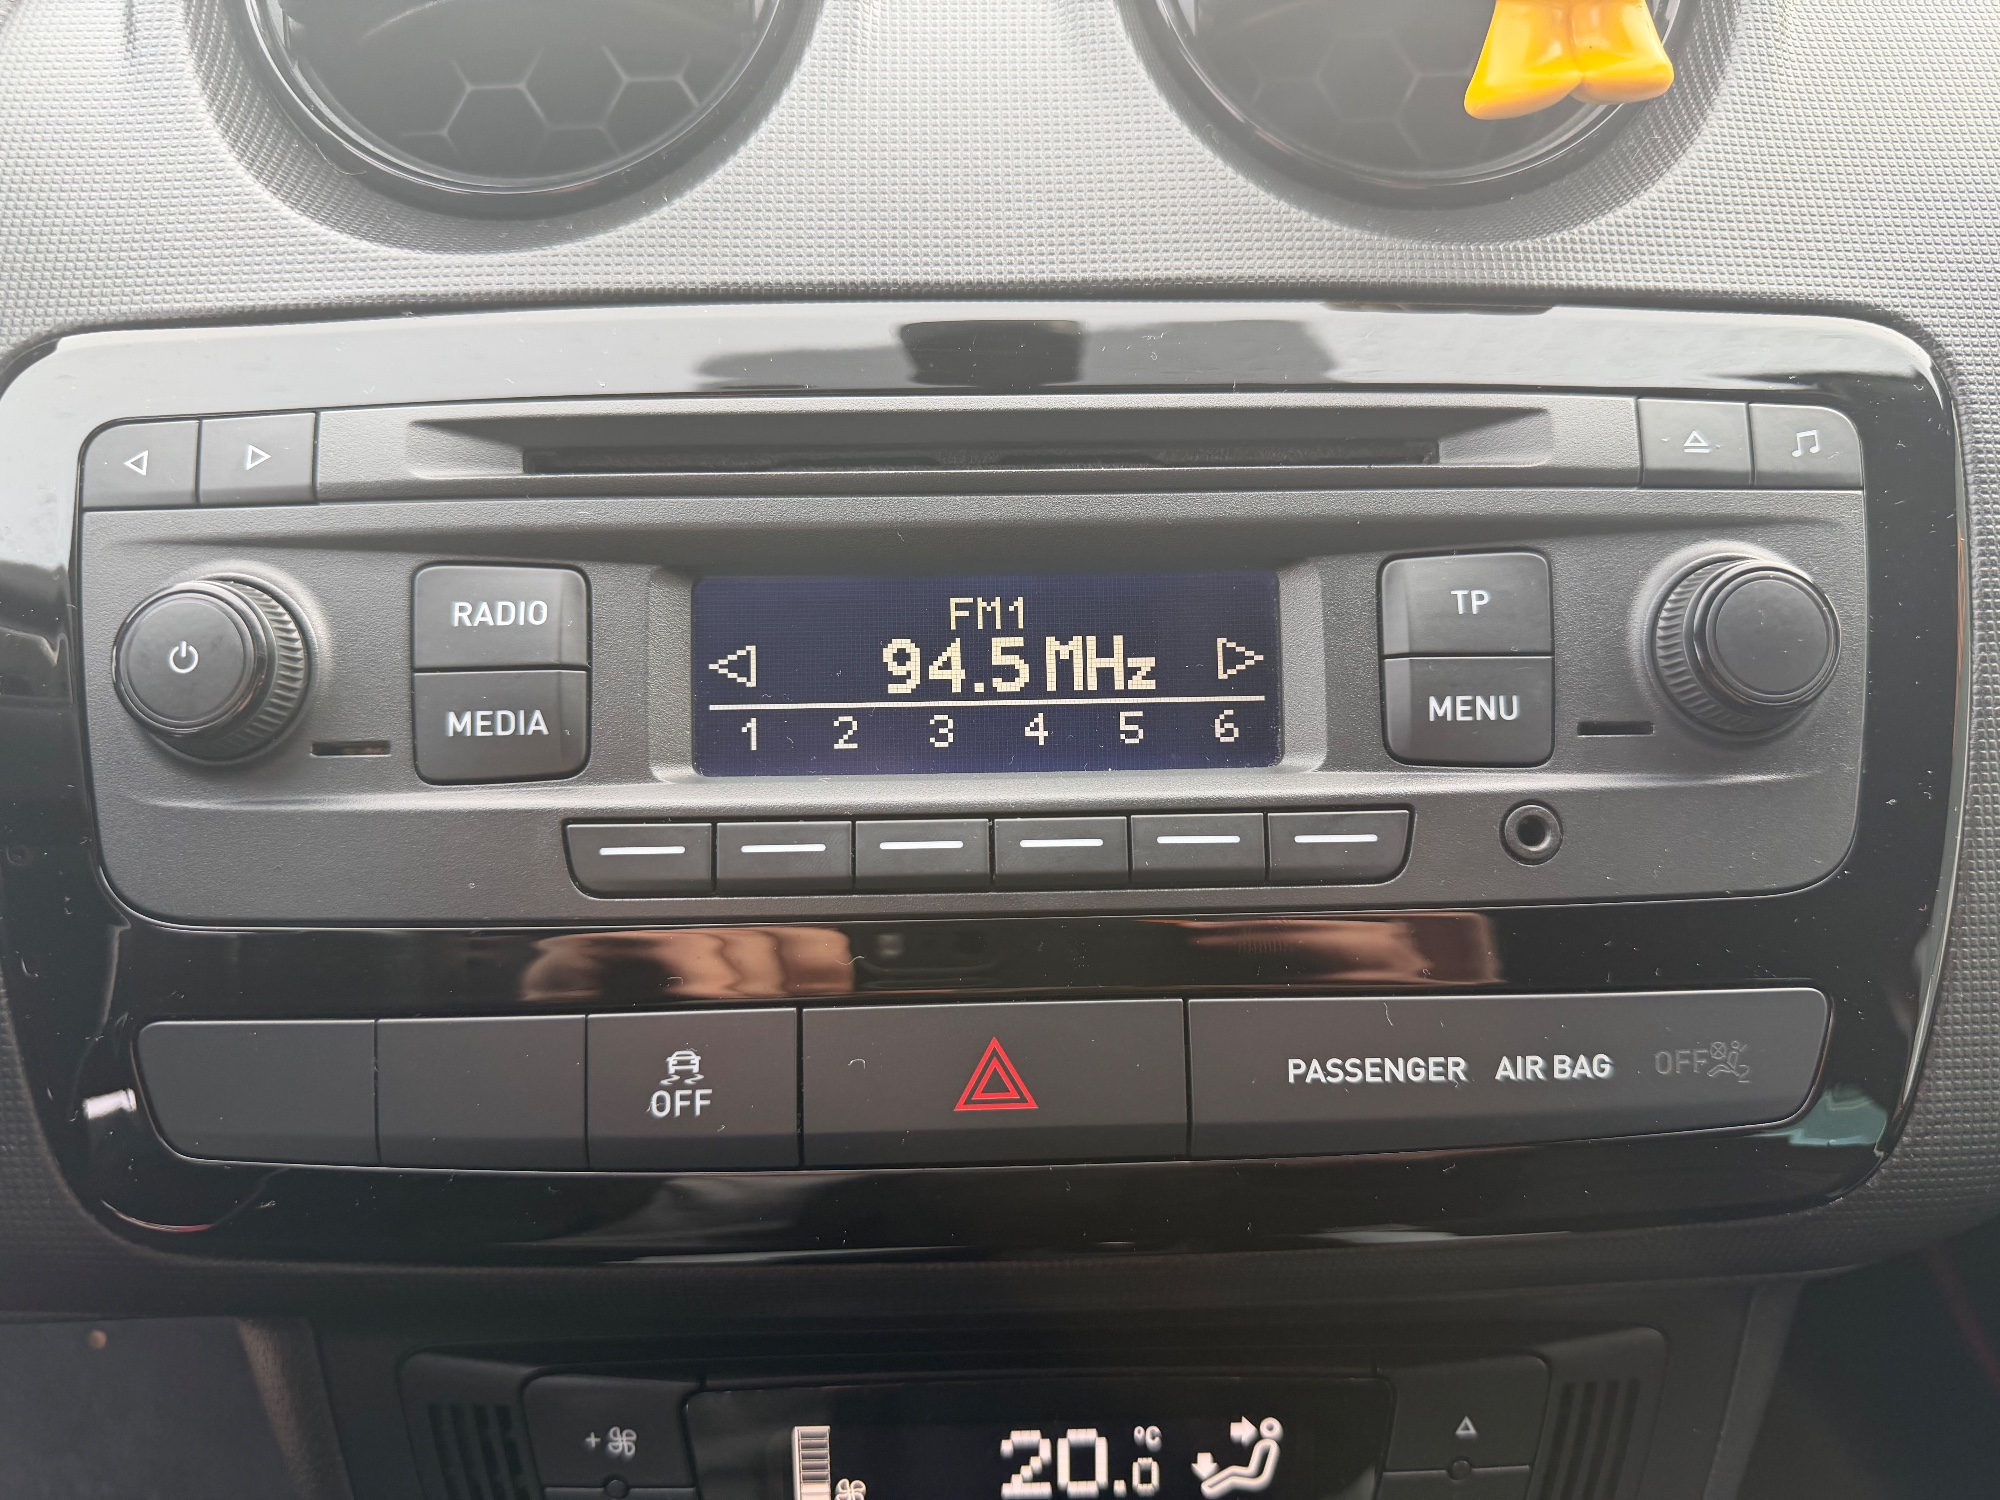 RADIO
MEDIA
FM1
94.5 MHz
1 2 3 4 5 6
TP
MENU
OFF
PASSENGER AIR BAG OFF 2
+
20.0 °C